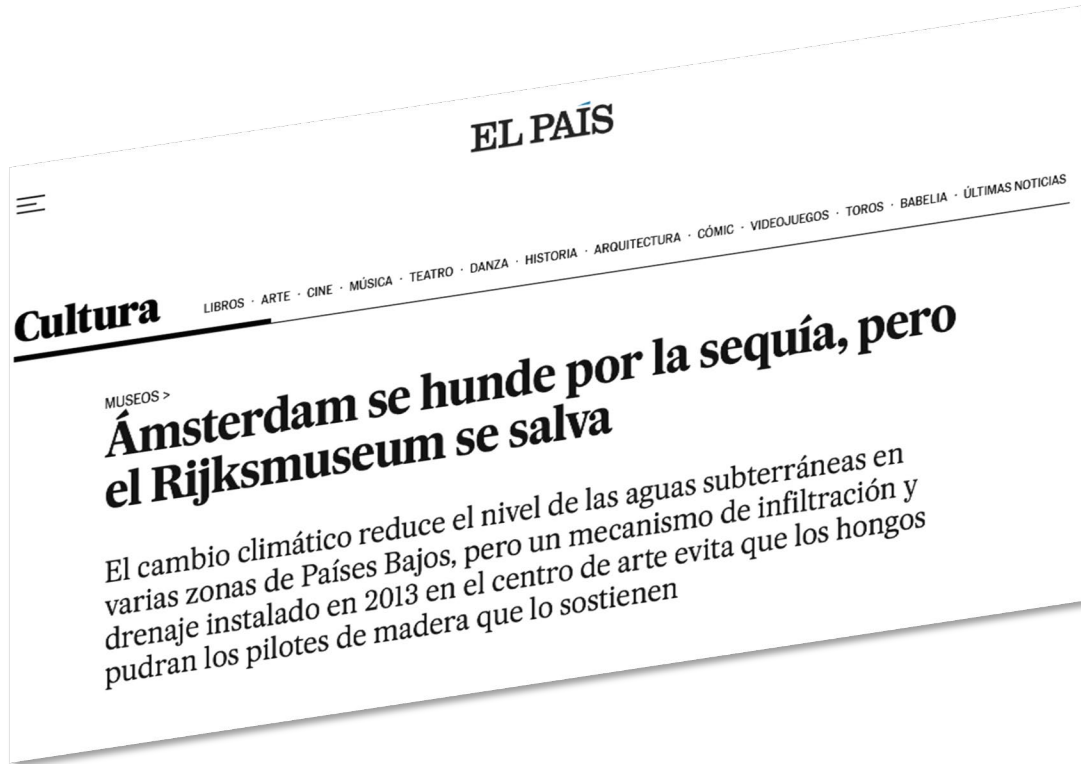 EL PAÍS
Cultura LIBROS · ARTE · CINE · MÚSICA · TEATRO · DANZA · HISTORIA · ARQUITECTURA · CÓMIC · VIDEOJUEGOS · TOROS · BABELIA · ÚLTIMAS NOTICIAS
MUSEOS >
Ámsterdam se hunde por la sequía, pero
el Rijksmuseum se salva
El cambio climático reduce el nivel de las aguas subterráneas en
varias zonas de Países Bajos, pero un mecanismo de infiltración y
drenaje instalado en 2013 en el centro de arte evita que los hongos
pudran los pilotes de madera que lo sostienen